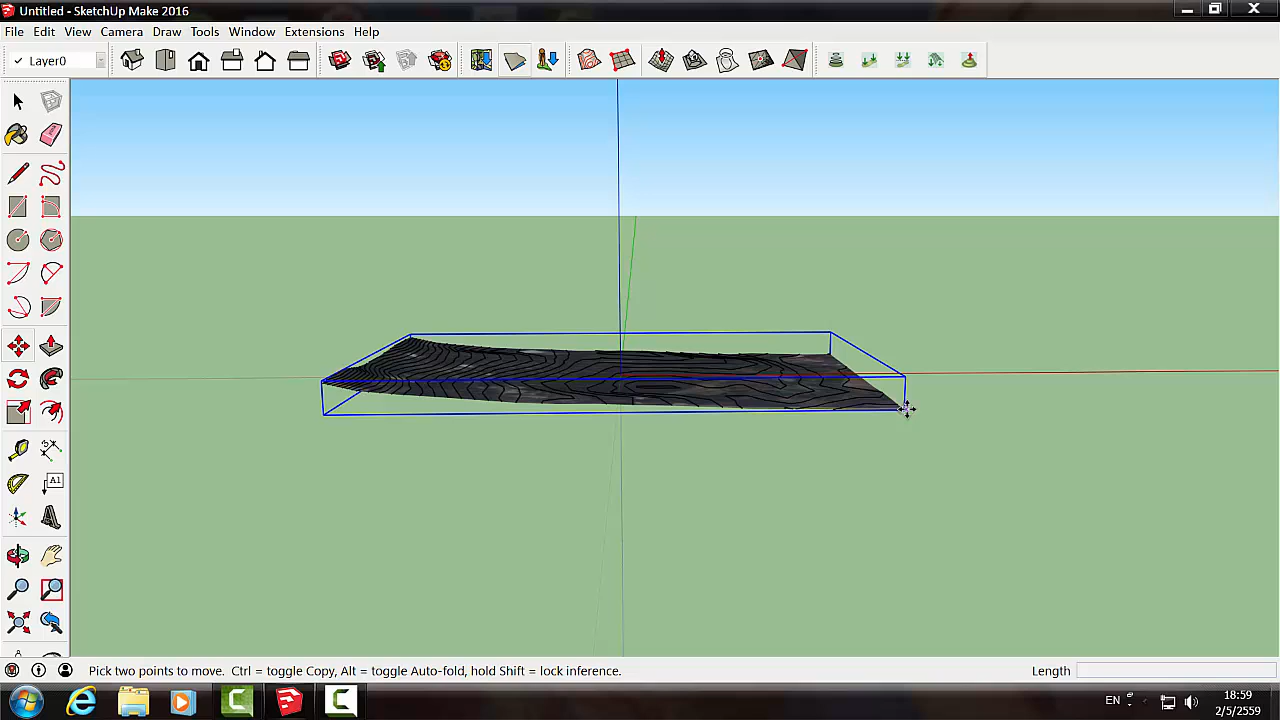 Untitled - SketchUp Make 2016
File Edit View Camera Draw Tools Window Extensions Help
Layer0
A1
Pick two points to move. Ctrl = toggle Copy, Alt = toggle Auto-fold, hold Shift = lock inference.
Length
EN
18:59
2/5/2559